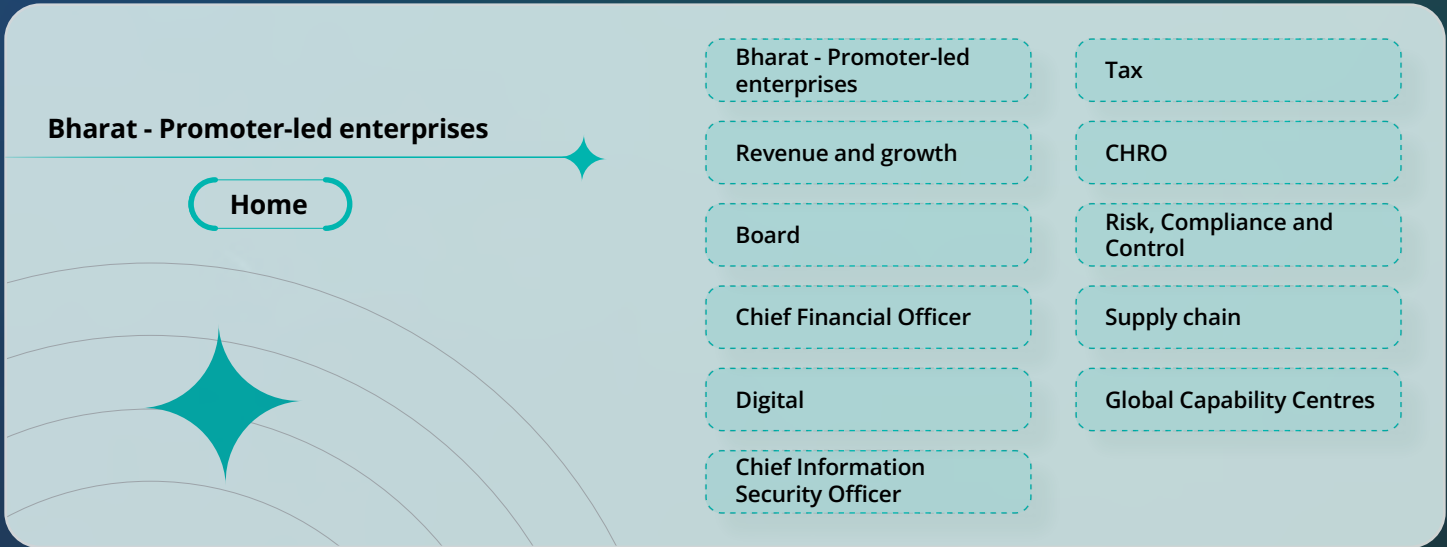 Bharat - Promoter-led enterprises
Home
Bharat - Promoter-led
enterprises
Revenue and growth
Board
Chief Financial Officer
Digital
Chief Information
Security Officer
Tax
CHRO
Risk, Compliance and
Control
Supply chain
Global Capability Centres